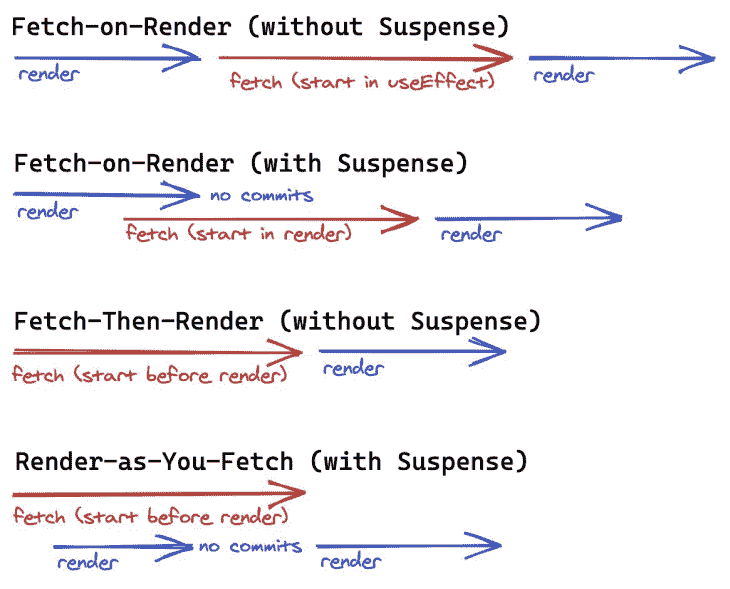 Fetch-on-Render (without Suspense)
render
fetch (start in useEffect)
render
Fetch-on-Render (with Suspense)
no commits
render
fetch (start in render)
render
Fetch-Then-Render (without Suspense)
fetch (start before render)
render
Render-as-You-Fetch (with Suspense)
fetch (start before render)
no commits
render
render